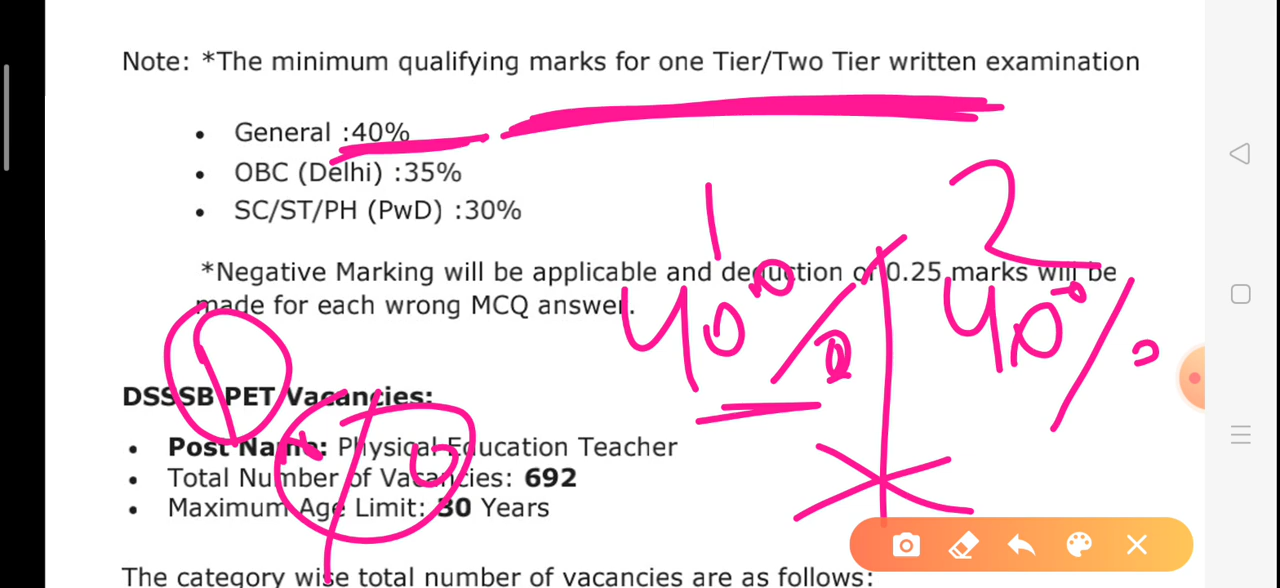 Note: *The minimum qualifying marks for one Tier/Two Tier written examination
• General :40%
• OBC (Delhi) :35%
• SC/ST/PH (PwD) :30%
1 2
40% 40%
*Negative Marking will be applicable and deduction of 0.25 marks will be
made for each wrong MCQ answer.
DSSSB PET Vacancies:
• Post Name: Physical Education Teacher
• Total Number of Vacancies: 692
• Maximum Age Limit: 30 Years
The category wise total number of vacancies are as follows: